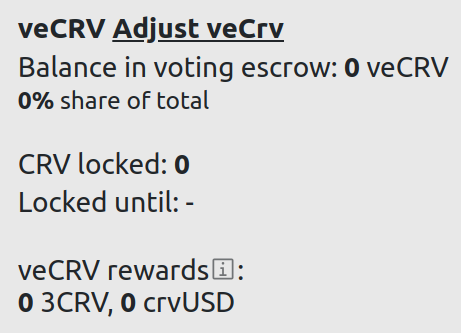 veCRV Adjust veCrv
Balance in voting escrow: 0 veCRV
0% share of total
CRV locked: 0
Locked until: -
veCRV rewards i :
0 3CRV, 0 crvUSD